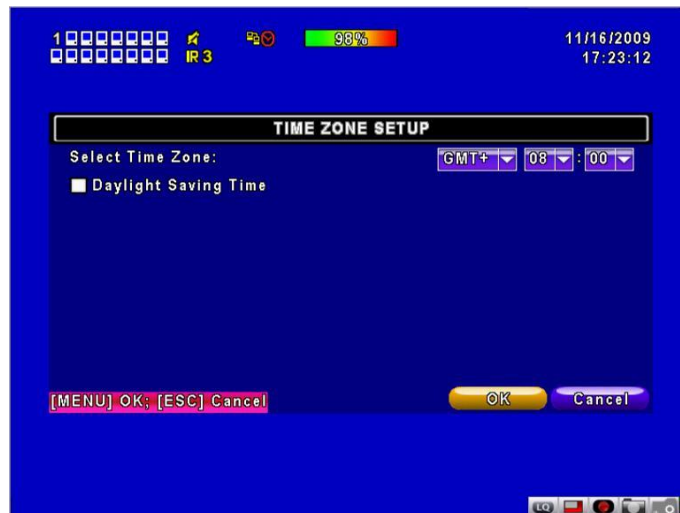 1 98% 11/16/2009
IR 3 17:23:12
TIME ZONE SETUP
Select Time Zone: GMT+ 08 : 00
Daylight Saving Time
[MENU] OK; [ESC] Cancel OK Cancel
LQ